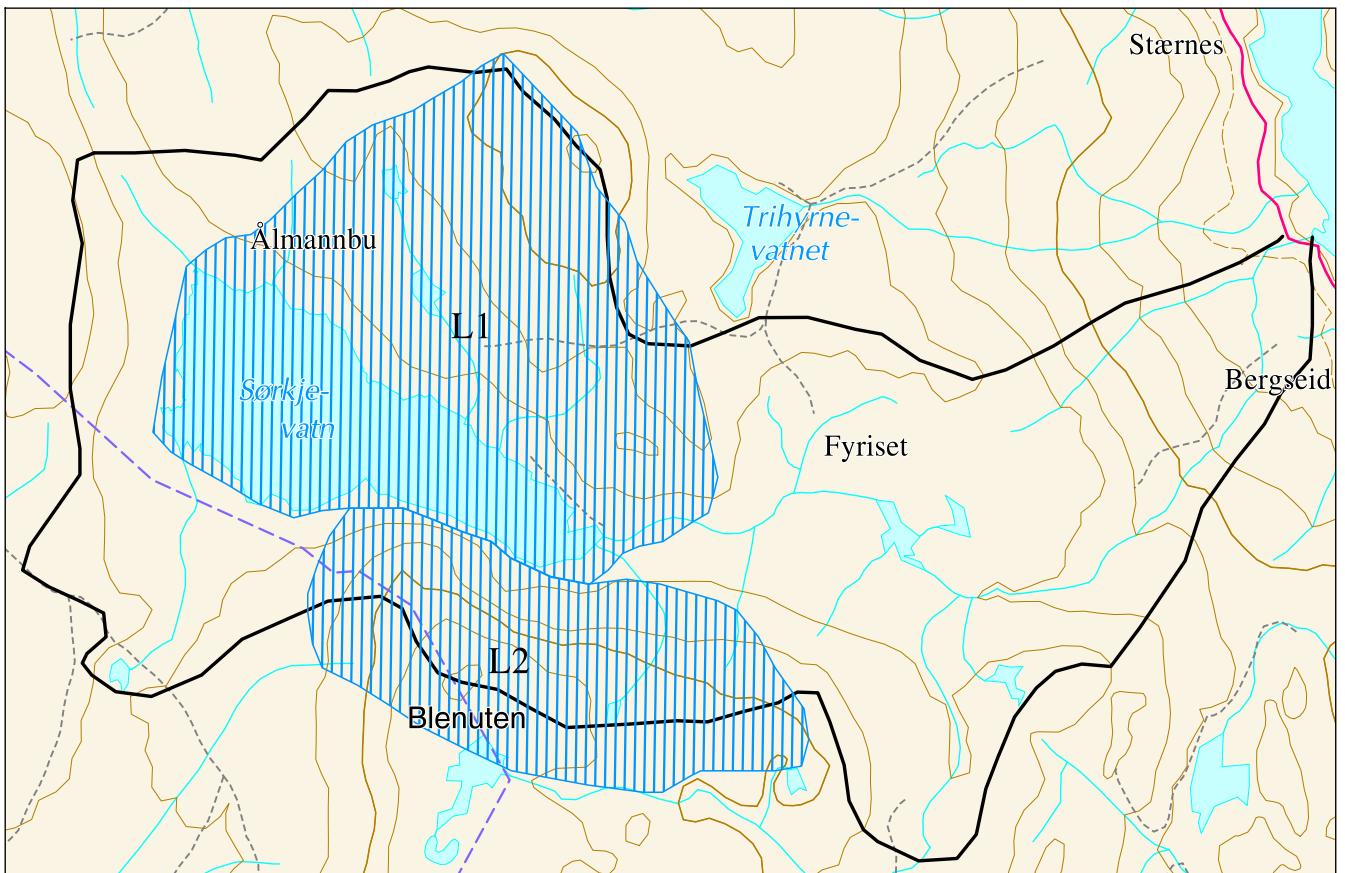 Stærnes
Trihyrne-
vatnet
Ålmannbu
L1
Sørkje-
vatn
Bergseid
Fyriset
L2
Blenuten